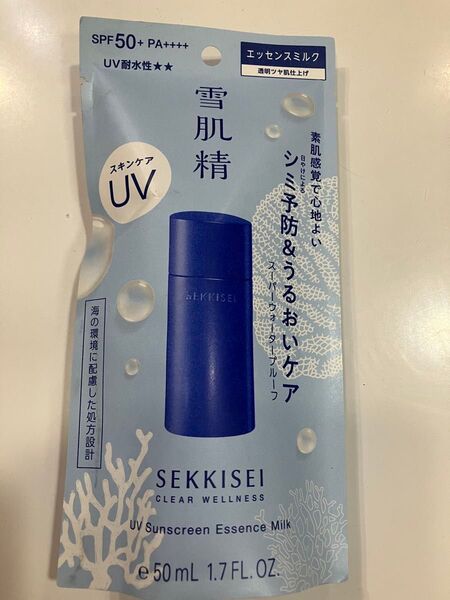 SPF50+ PA++++
UV耐水性★★
エッセンスミルク
透明ツヤ肌仕上げ
雪肌精
スキンケア
UV
素肌感覚で心地よい
日やけによる
シミ予防&うるおいケア
スーパーウォータープルーフ
海の環境に配慮した処方設計
SEKKISEI
SEKKISEI
CLEAR WELLNESS
UV Sunscreen Essence Milk
e 50 mL 1.7 FL. OZ.